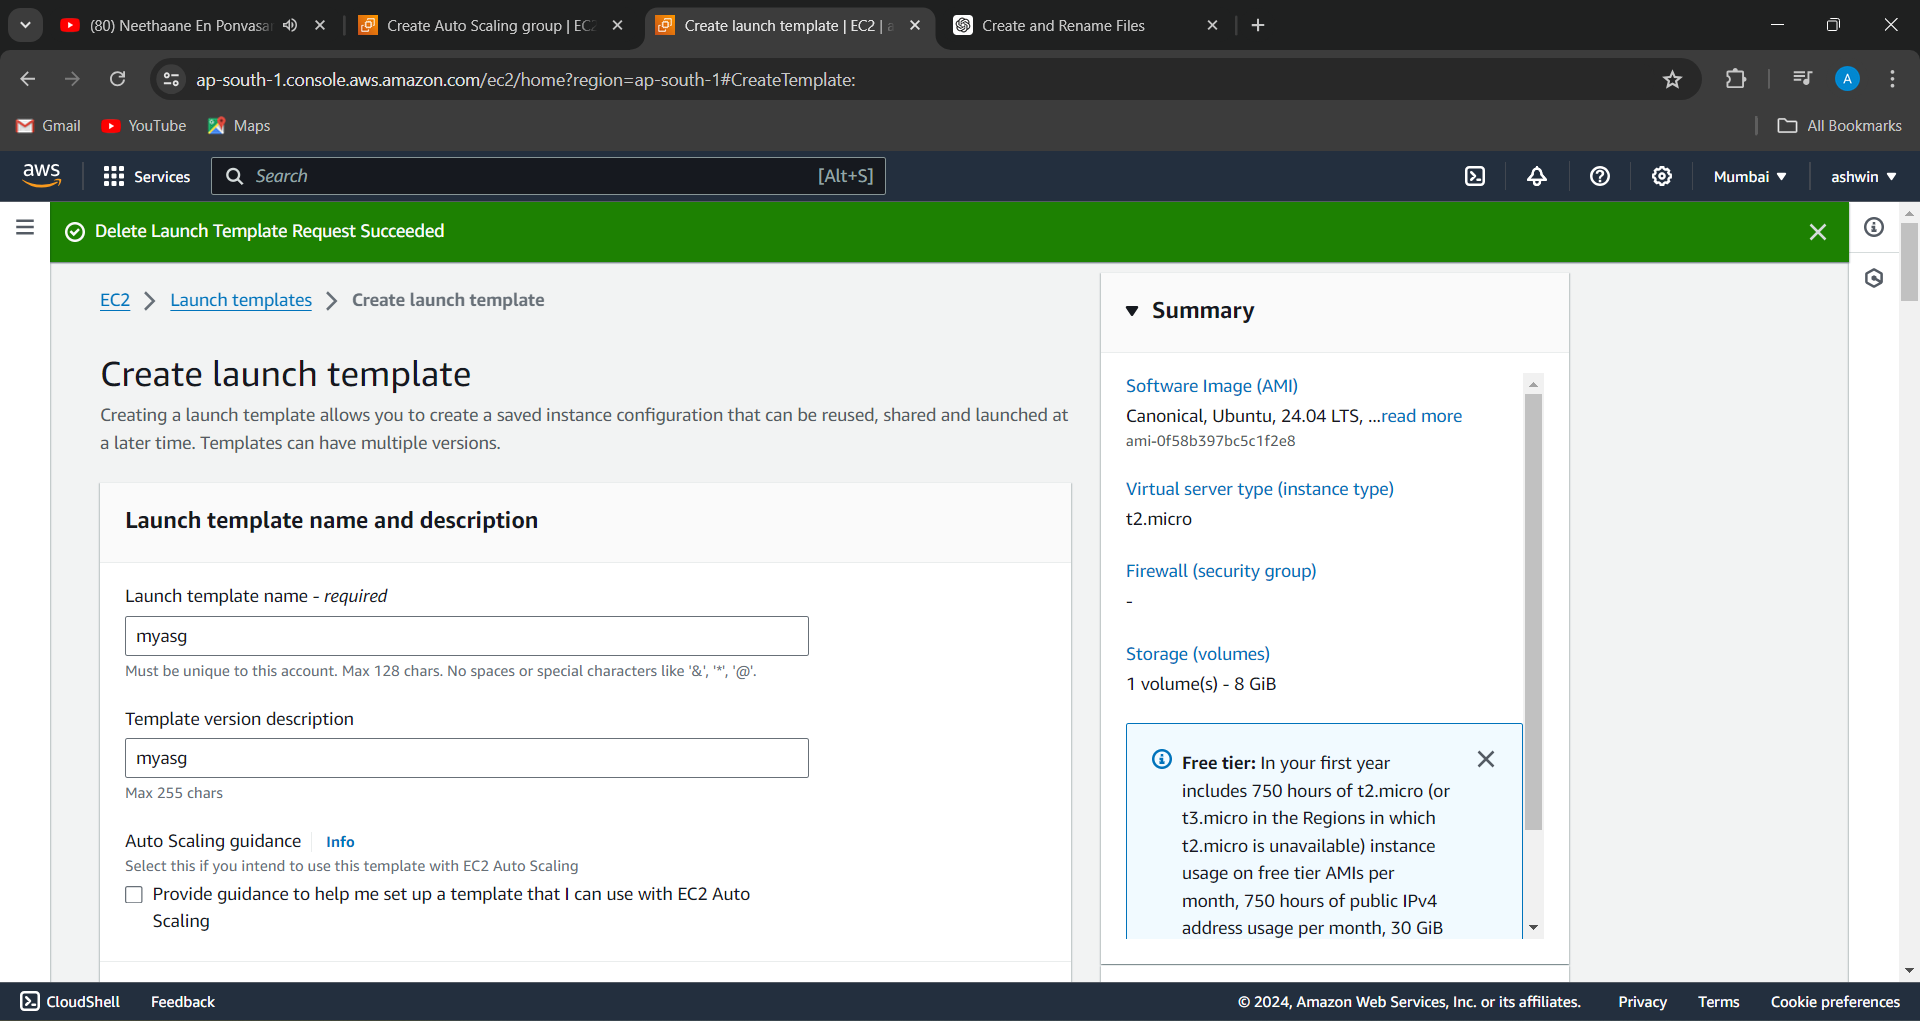 (80) Neethaane En Ponvasa
Create Auto Scaling group | EC2
Create launch template | EC2 | a
Create and Rename Files
ap-south-1.console.aws.amazon.com/ec2/home?region=ap-south-1#CreateTemplate:
A
Gmail
YouTube
Maps
All Bookmarks
aws
Services
Search
[Alt+S]
Mumbai
ashwin
Delete Launch Template Request Succeeded
EC2
Launch templates
Create launch template
Create launch template
Creating a launch template allows you to create a saved instance configuration that can be reused, shared and launched at
a later time. Templates can have multiple versions.
Launch template name and description
Launch template name - required
myasg
Must be unique to this account. Max 128 chars. No spaces or special characters like '&', '*', '@'.
Template version description
myasg
Max 255 chars
Auto Scaling guidance
Info
Select this if you intend to use this template with EC2 Auto Scaling
Provide guidance to help me set up a template that I can use with EC2 Auto
Scaling
Summary
Software Image (AMI)
Canonical, Ubuntu, 24.04 LTS, ...read more
ami-0f58b397bc5c1f2e8
Virtual server type (instance type)
t2.micro
Firewall (security group)
-
Storage (volumes)
1 volume(s) - 8 GiB
Free tier: In your first year
includes 750 hours of t2.micro (or
t3.micro in the Regions in which
t2.micro is unavailable) instance
usage on free tier AMIs per
month, 750 hours of public IPv4
address usage per month, 30 GiB
CloudShell
Feedback
© 2024, Amazon Web Services, Inc. or its affiliates.
Privacy
Terms
Cookie preferences